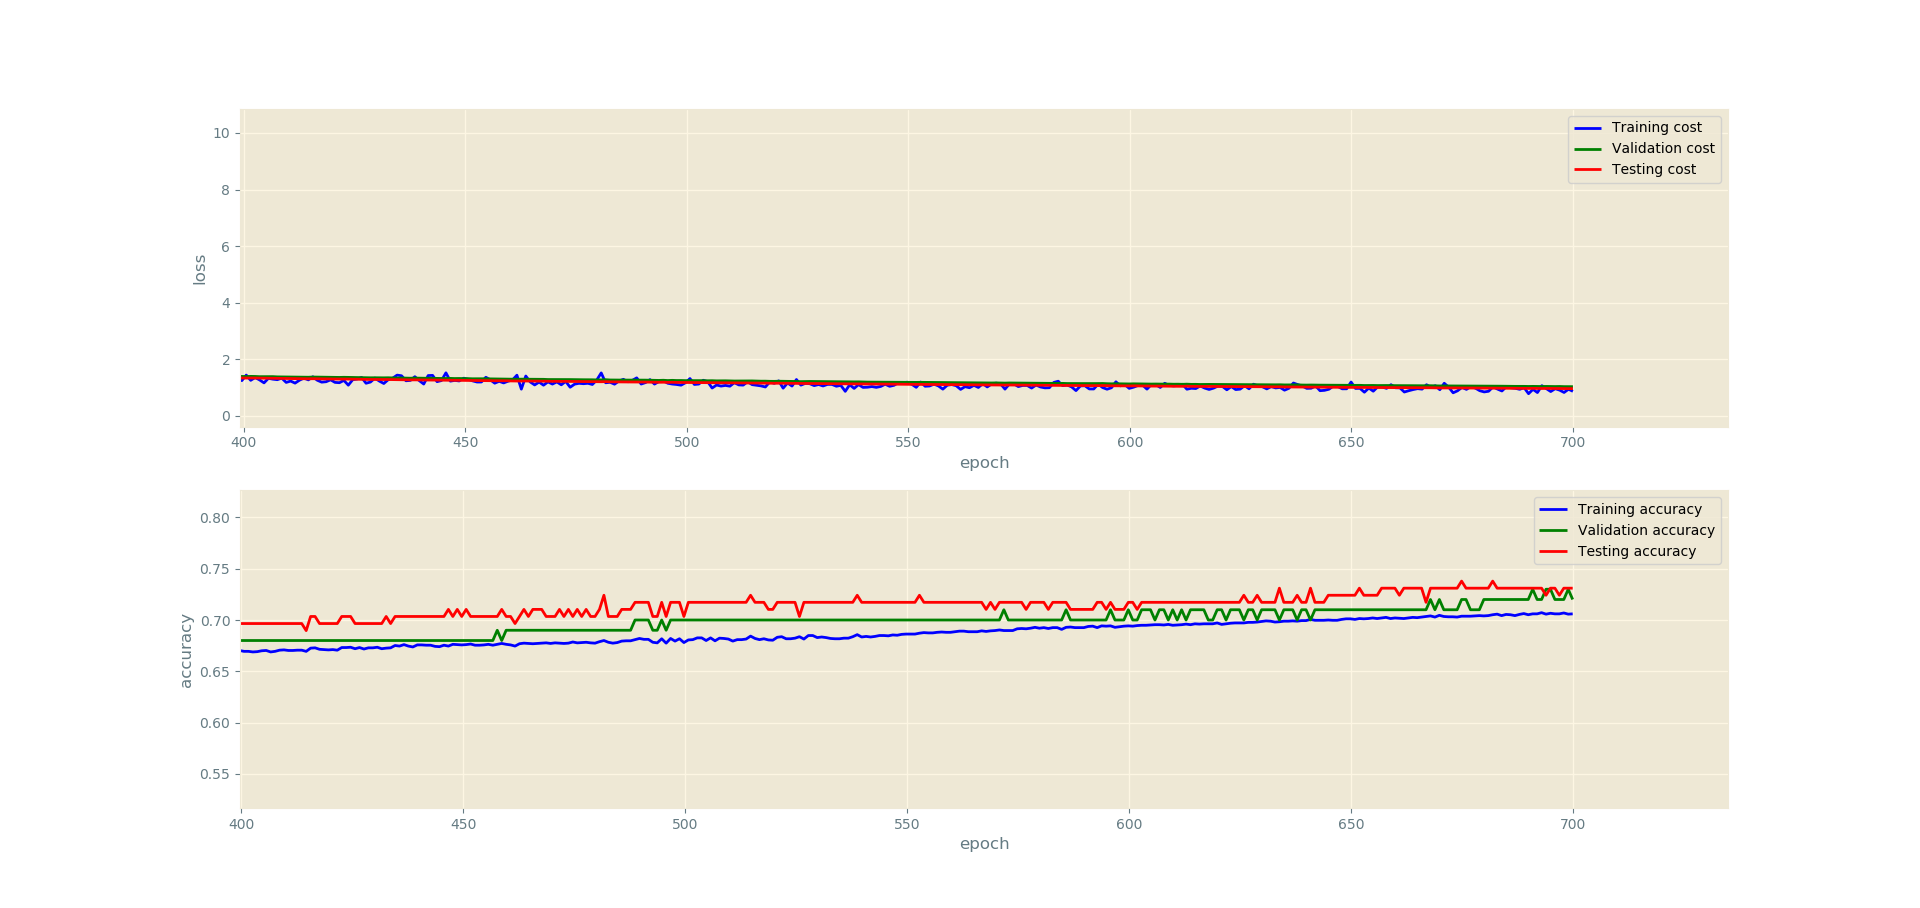 10
8
6
4
2
0
loss
400 450 500 550 600 650 700
epoch
Training cost
Validation cost
Testing cost
0.80
0.75
0.70
0.65
0.60
0.55
accuracy
400 450 500 550 600 650 700
epoch
Training accuracy
Validation accuracy
Testing accuracy